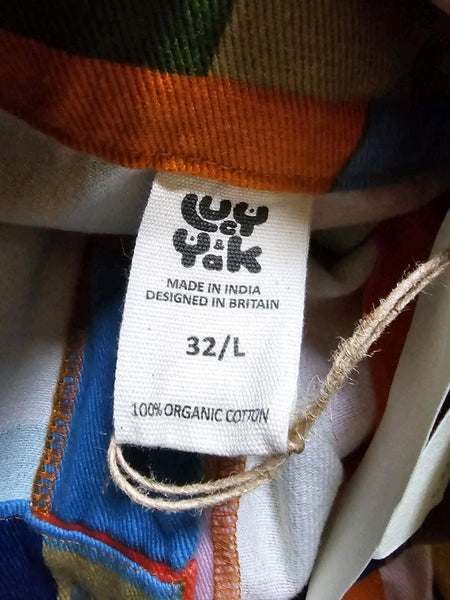 Lucy
&
Yak
MADE IN INDIA
DESIGNED IN BRITAIN
32/L
100% ORGANIC COTTON